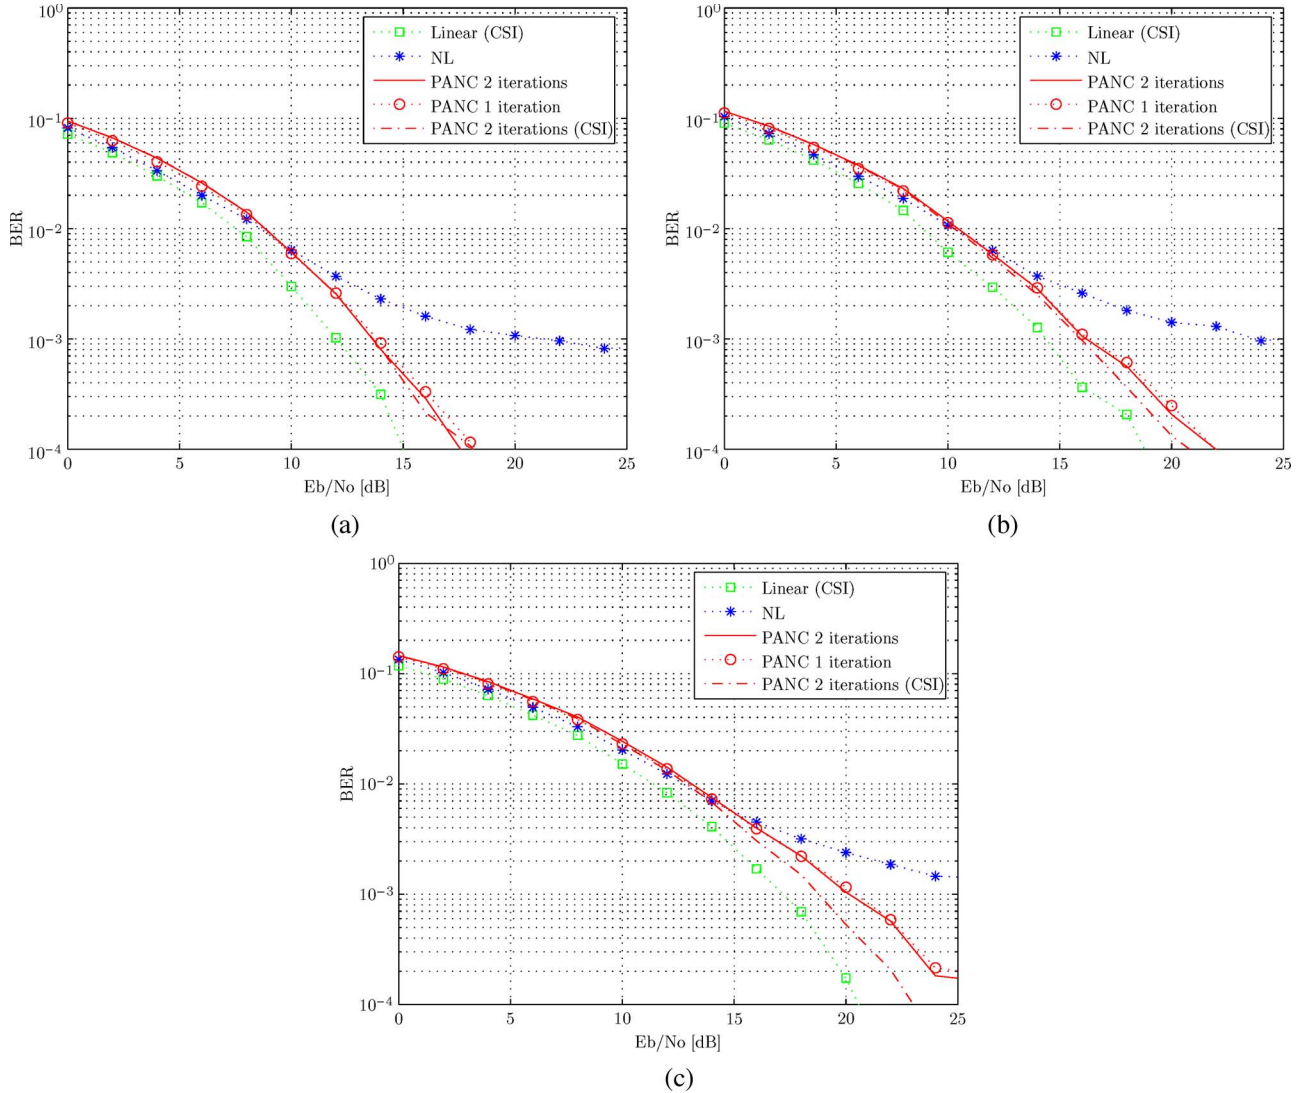 10^0
10^-1
10^-2
10^-3
10^-4
BER
0 5 10 15 20 25
Eb/No [dB]
Linear (CSI)
NL
PANC 2 iterations
PANC 1 iteration
PANC 2 iterations (CSI)
(a)
10^0
10^-1
10^-2
10^-3
10^-4
BER
0 5 10 15 20 25
Eb/No [dB]
Linear (CSI)
NL
PANC 2 iterations
PANC 1 iteration
PANC 2 iterations (CSI)
(b)
10^0
10^-1
10^-2
10^-3
10^-4
BER
0 5 10 15 20 25
Eb/No [dB]
Linear (CSI)
NL
PANC 2 iterations
PANC 1 iteration
PANC 2 iterations (CSI)
(c)